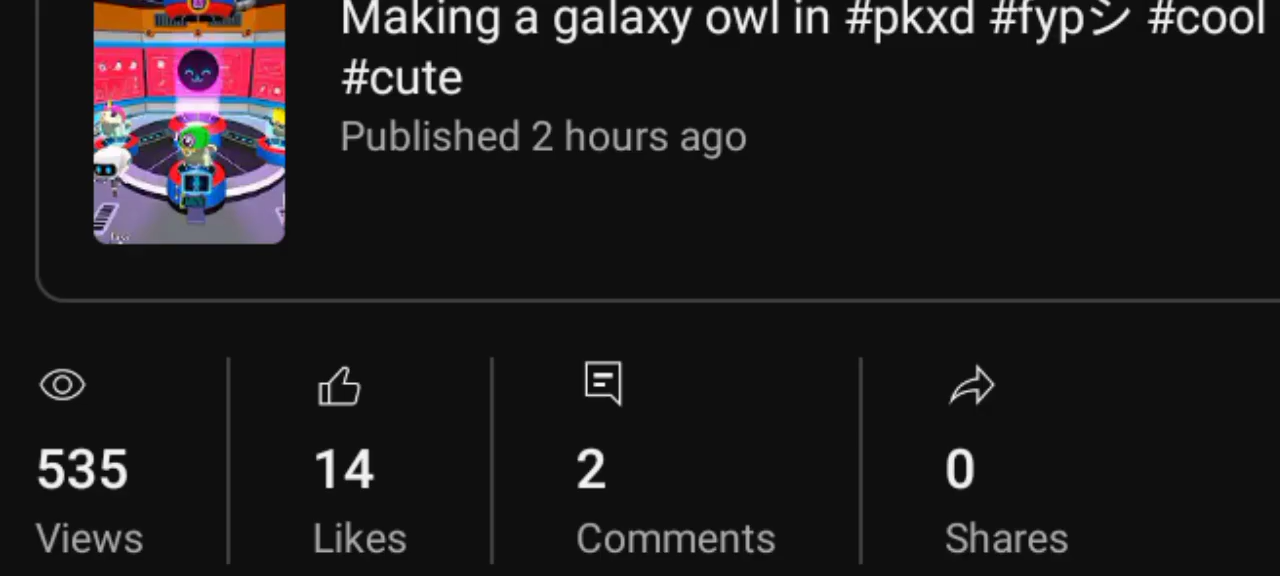 Making a galaxy owl in #pkxd #fypシ #cool
#cute
Published 2 hours ago
535
14
2
0
Views
Likes
Comments
Shares